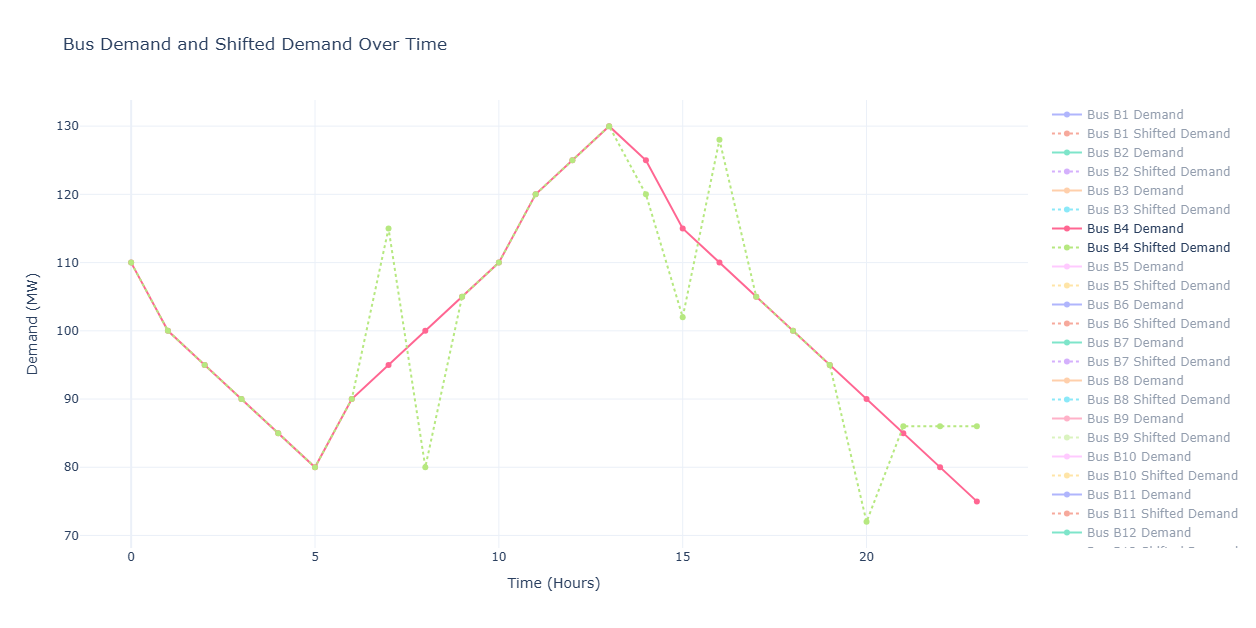 Bus Demand and Shifted Demand Over Time
130
120
110
100
90
80
70
Demand (MW)
0
5
10
15
20
Time (Hours)
Bus B1 Demand
Bus B1 Shifted Demand
Bus B2 Demand
Bus B2 Shifted Demand
Bus B3 Demand
Bus B3 Shifted Demand
Bus B4 Demand
Bus B4 Shifted Demand
Bus B5 Demand
Bus B5 Shifted Demand
Bus B6 Demand
Bus B6 Shifted Demand
Bus B7 Demand
Bus B7 Shifted Demand
Bus B8 Demand
Bus B8 Shifted Demand
Bus B9 Demand
Bus B9 Shifted Demand
Bus B10 Demand
Bus B10 Shifted Demand
Bus B11 Demand
Bus B11 Shifted Demand
Bus B12 Demand